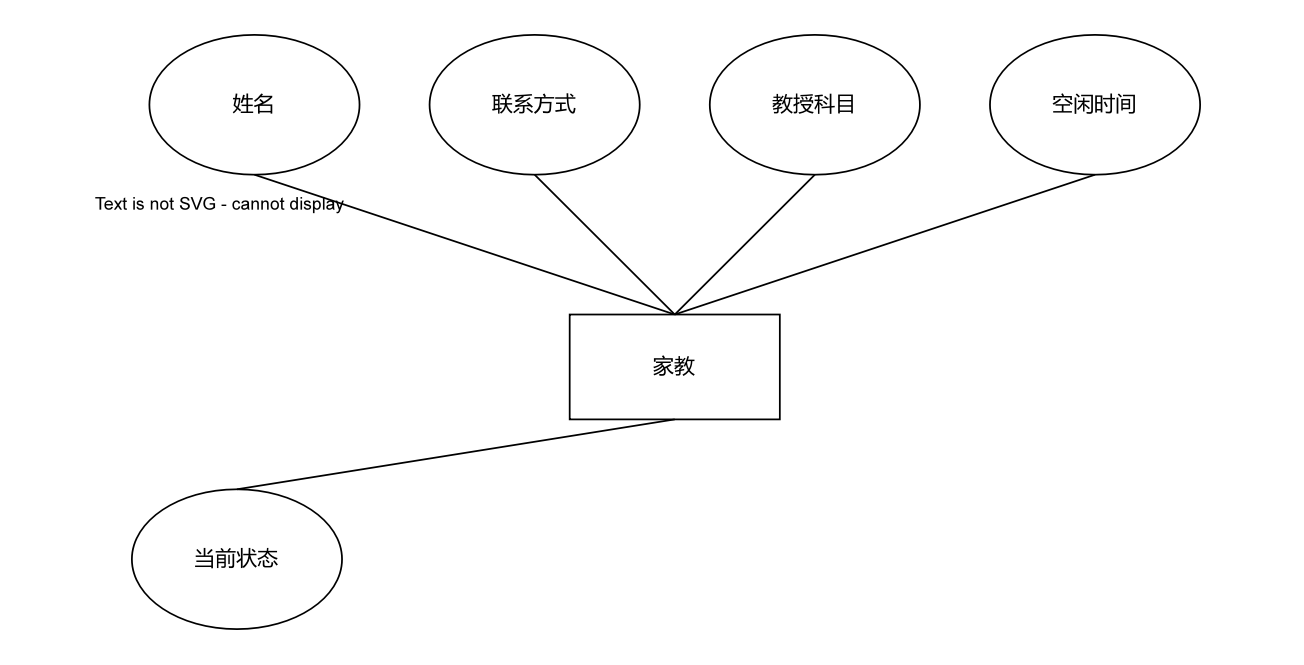 姓名
联系方式
教授科目
空闲时间
Text is not SVG - cannot display
家教
当前状态